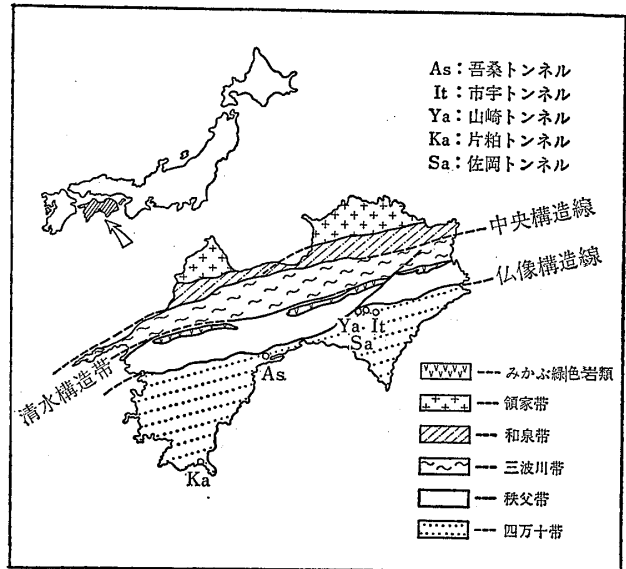 As：吾桑トンネル
It：市宇トンネル
Ya：山崎トンネル
Ka：片粕トンネル
Sa：佐岡トンネル
中央構造線
仏像構造線
Ya It
Sa
As
清水構造帯
Ka
みかぶ緑色岩類
領家帯
和泉帯
三波川帯
秩父帯
四万十帯